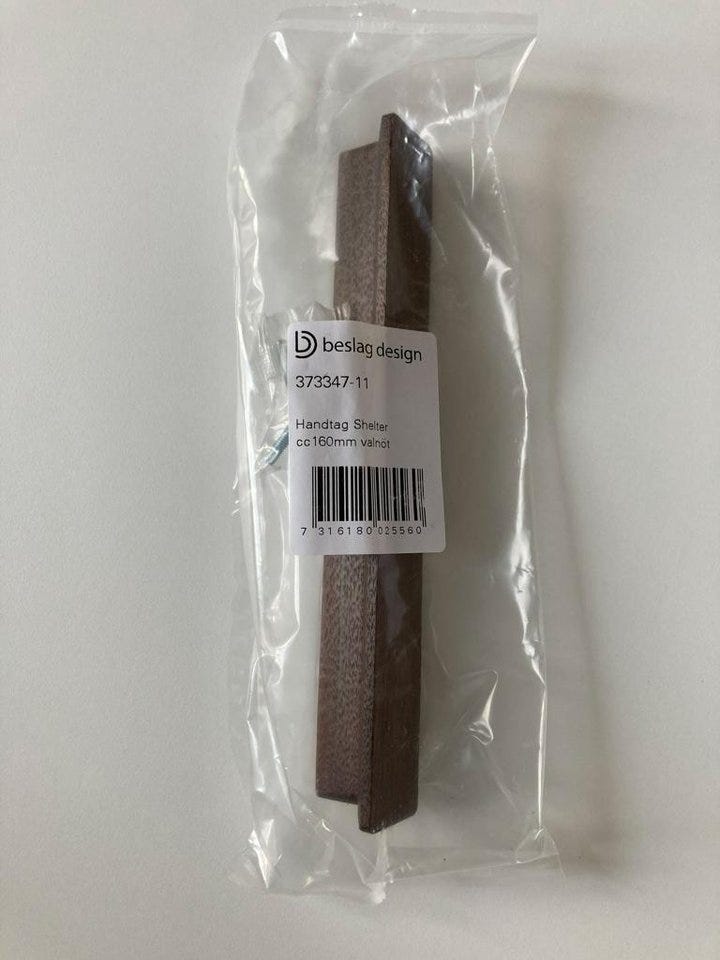 beslag design
373347-11
Handtag Shelter
cc160mm valnöt
7 316180 025560